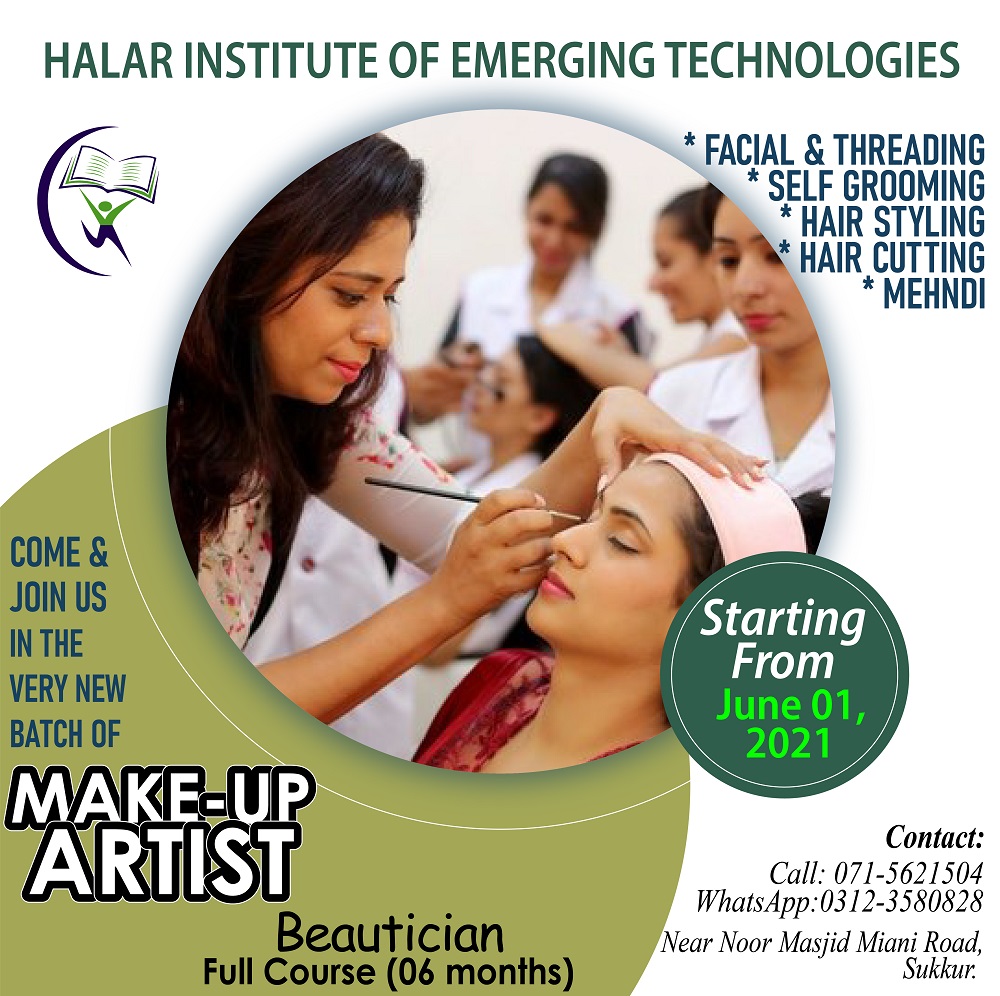 HALAR INSTITUTE OF EMERGING TECHNOLOGIES
* FACIAL & THREADING
* SELF GROOMING
* HAIR STYLING
* HAIR CUTTING
* MEHNDI
COME &
JOIN US
IN THE
VERY NEW
BATCH OF
MAKE-UP
ARTIST
Beautician
Full Course (06 months)
Starting
From
June 01,
2021
Contact:
Call: 071-5621504
WhatsApp:0312-3580828
Near Noor Masjid Miani Road,
Sukkur.